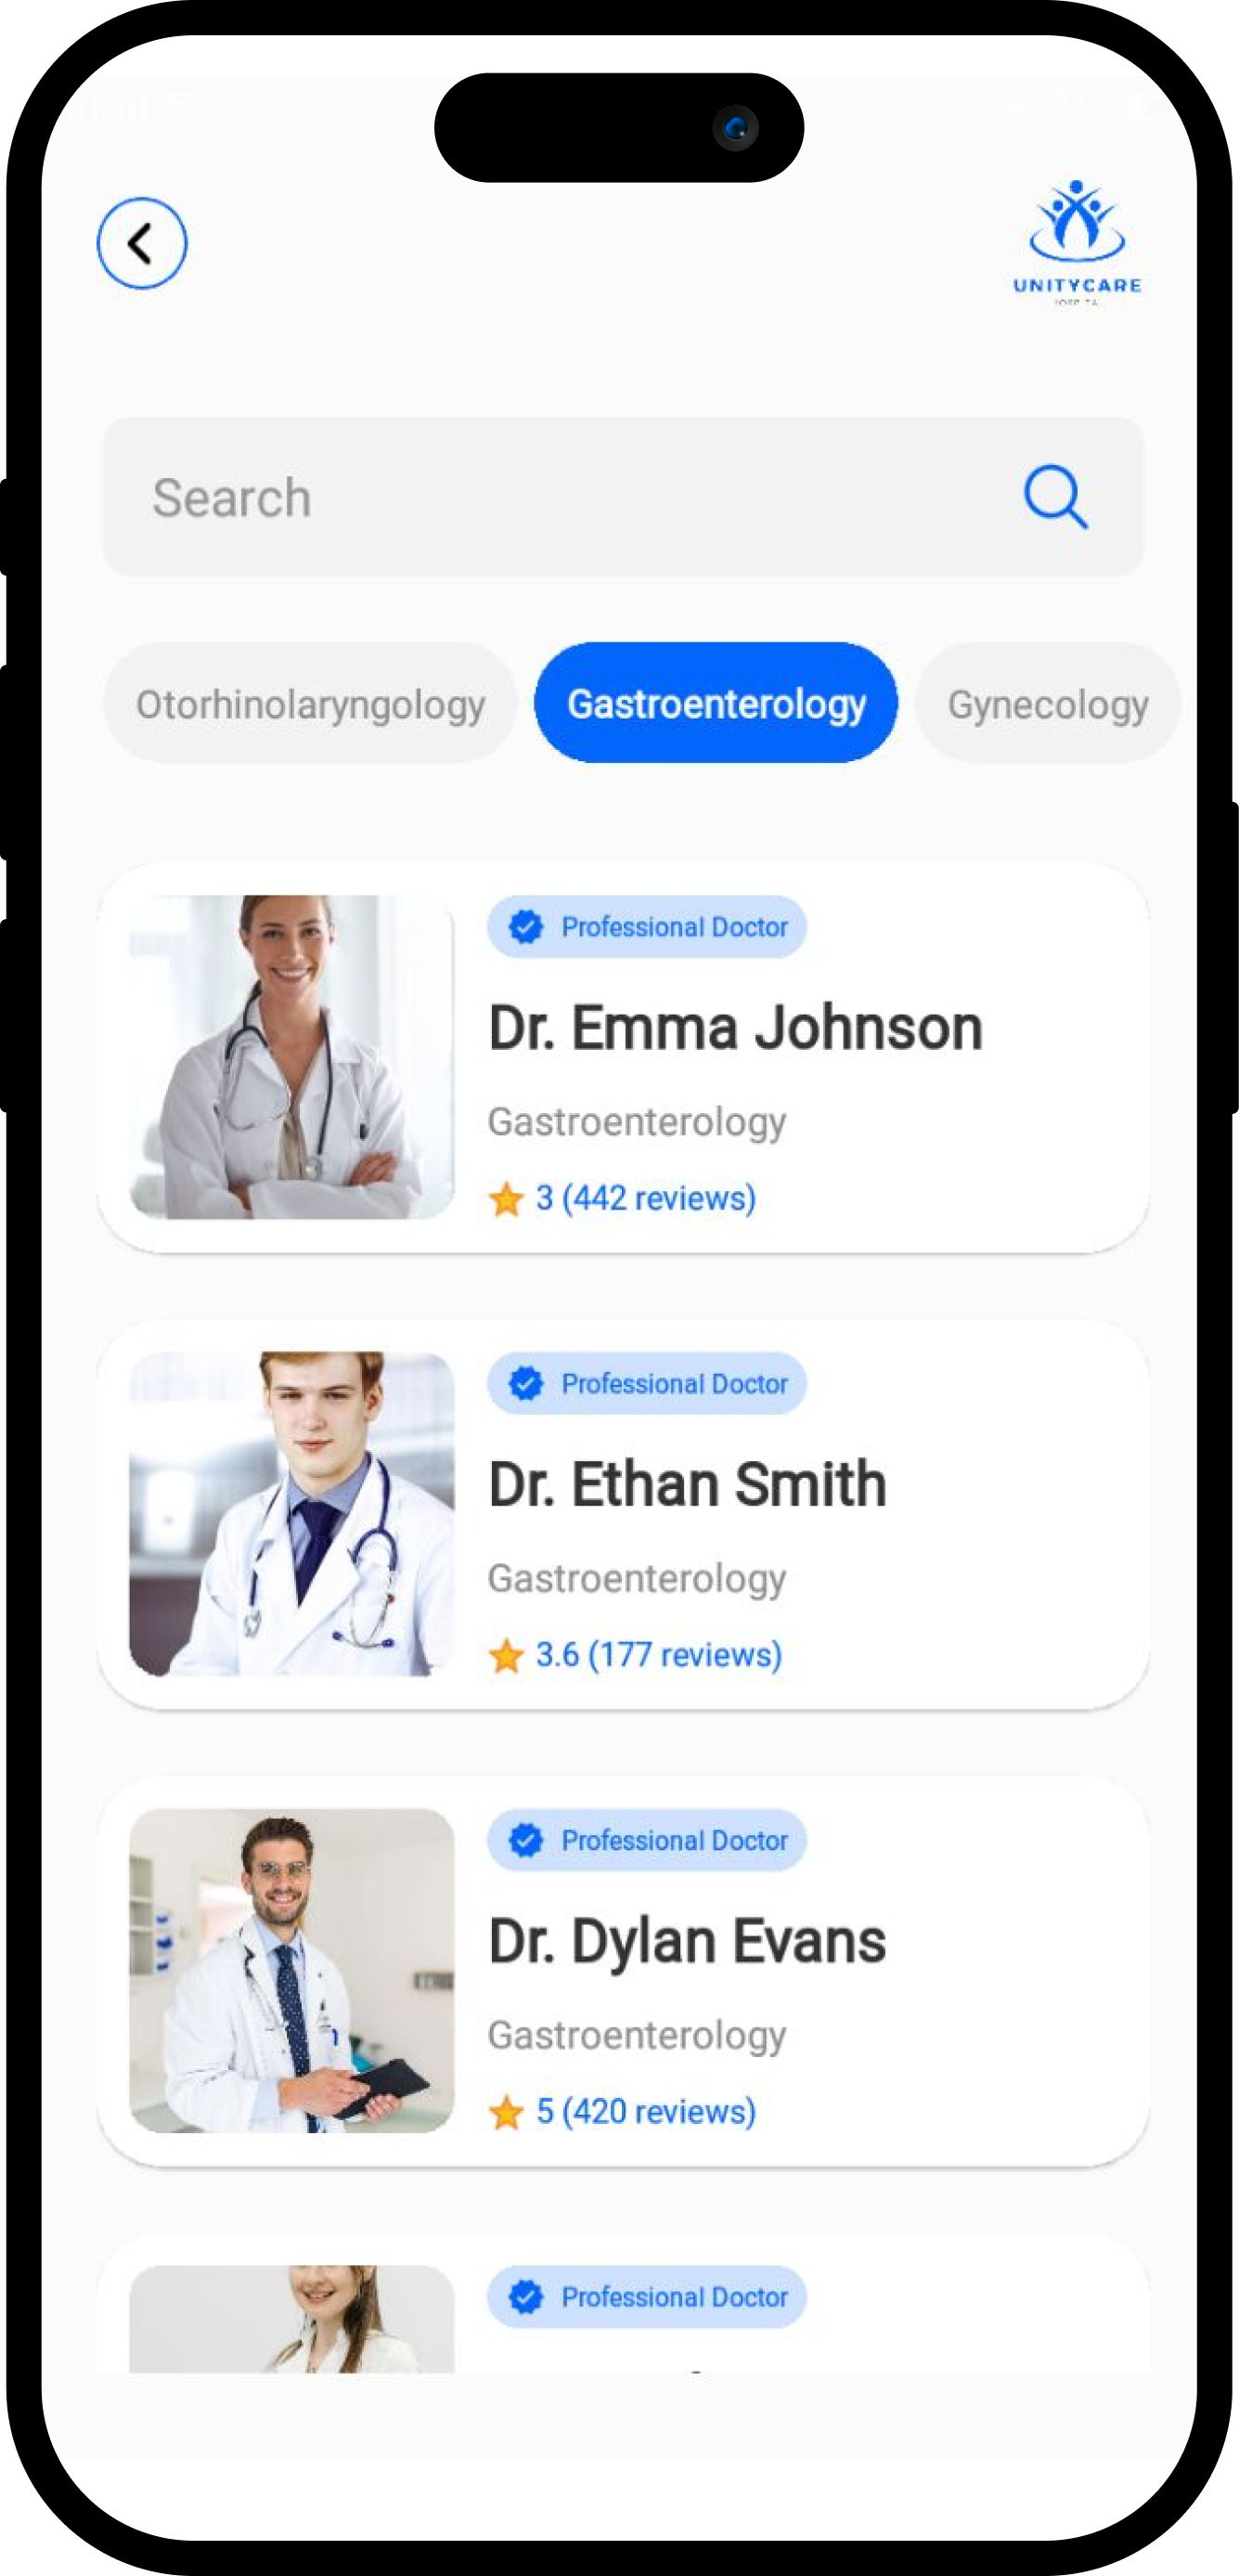 UNITYCARE
Search
Otorhinolaryngology Gastroenterology Gynecology
Professional Doctor
Dr. Emma Johnson
Gastroenterology
3 (442 reviews)
Professional Doctor
Dr. Ethan Smith
Gastroenterology
3.6 (177 reviews)
Professional Doctor
Dr. Dylan Evans
Gastroenterology
5 (420 reviews)
Professional Doctor